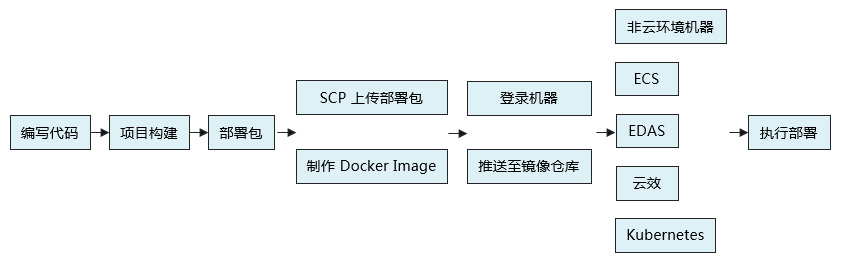 编写代码
项目构建
部署包
SCP 上传部署包
制作 Docker Image
登录机器
推送至镜像仓库
非云环境机器
ECS
EDAS
云效
Kubernetes
执行部署